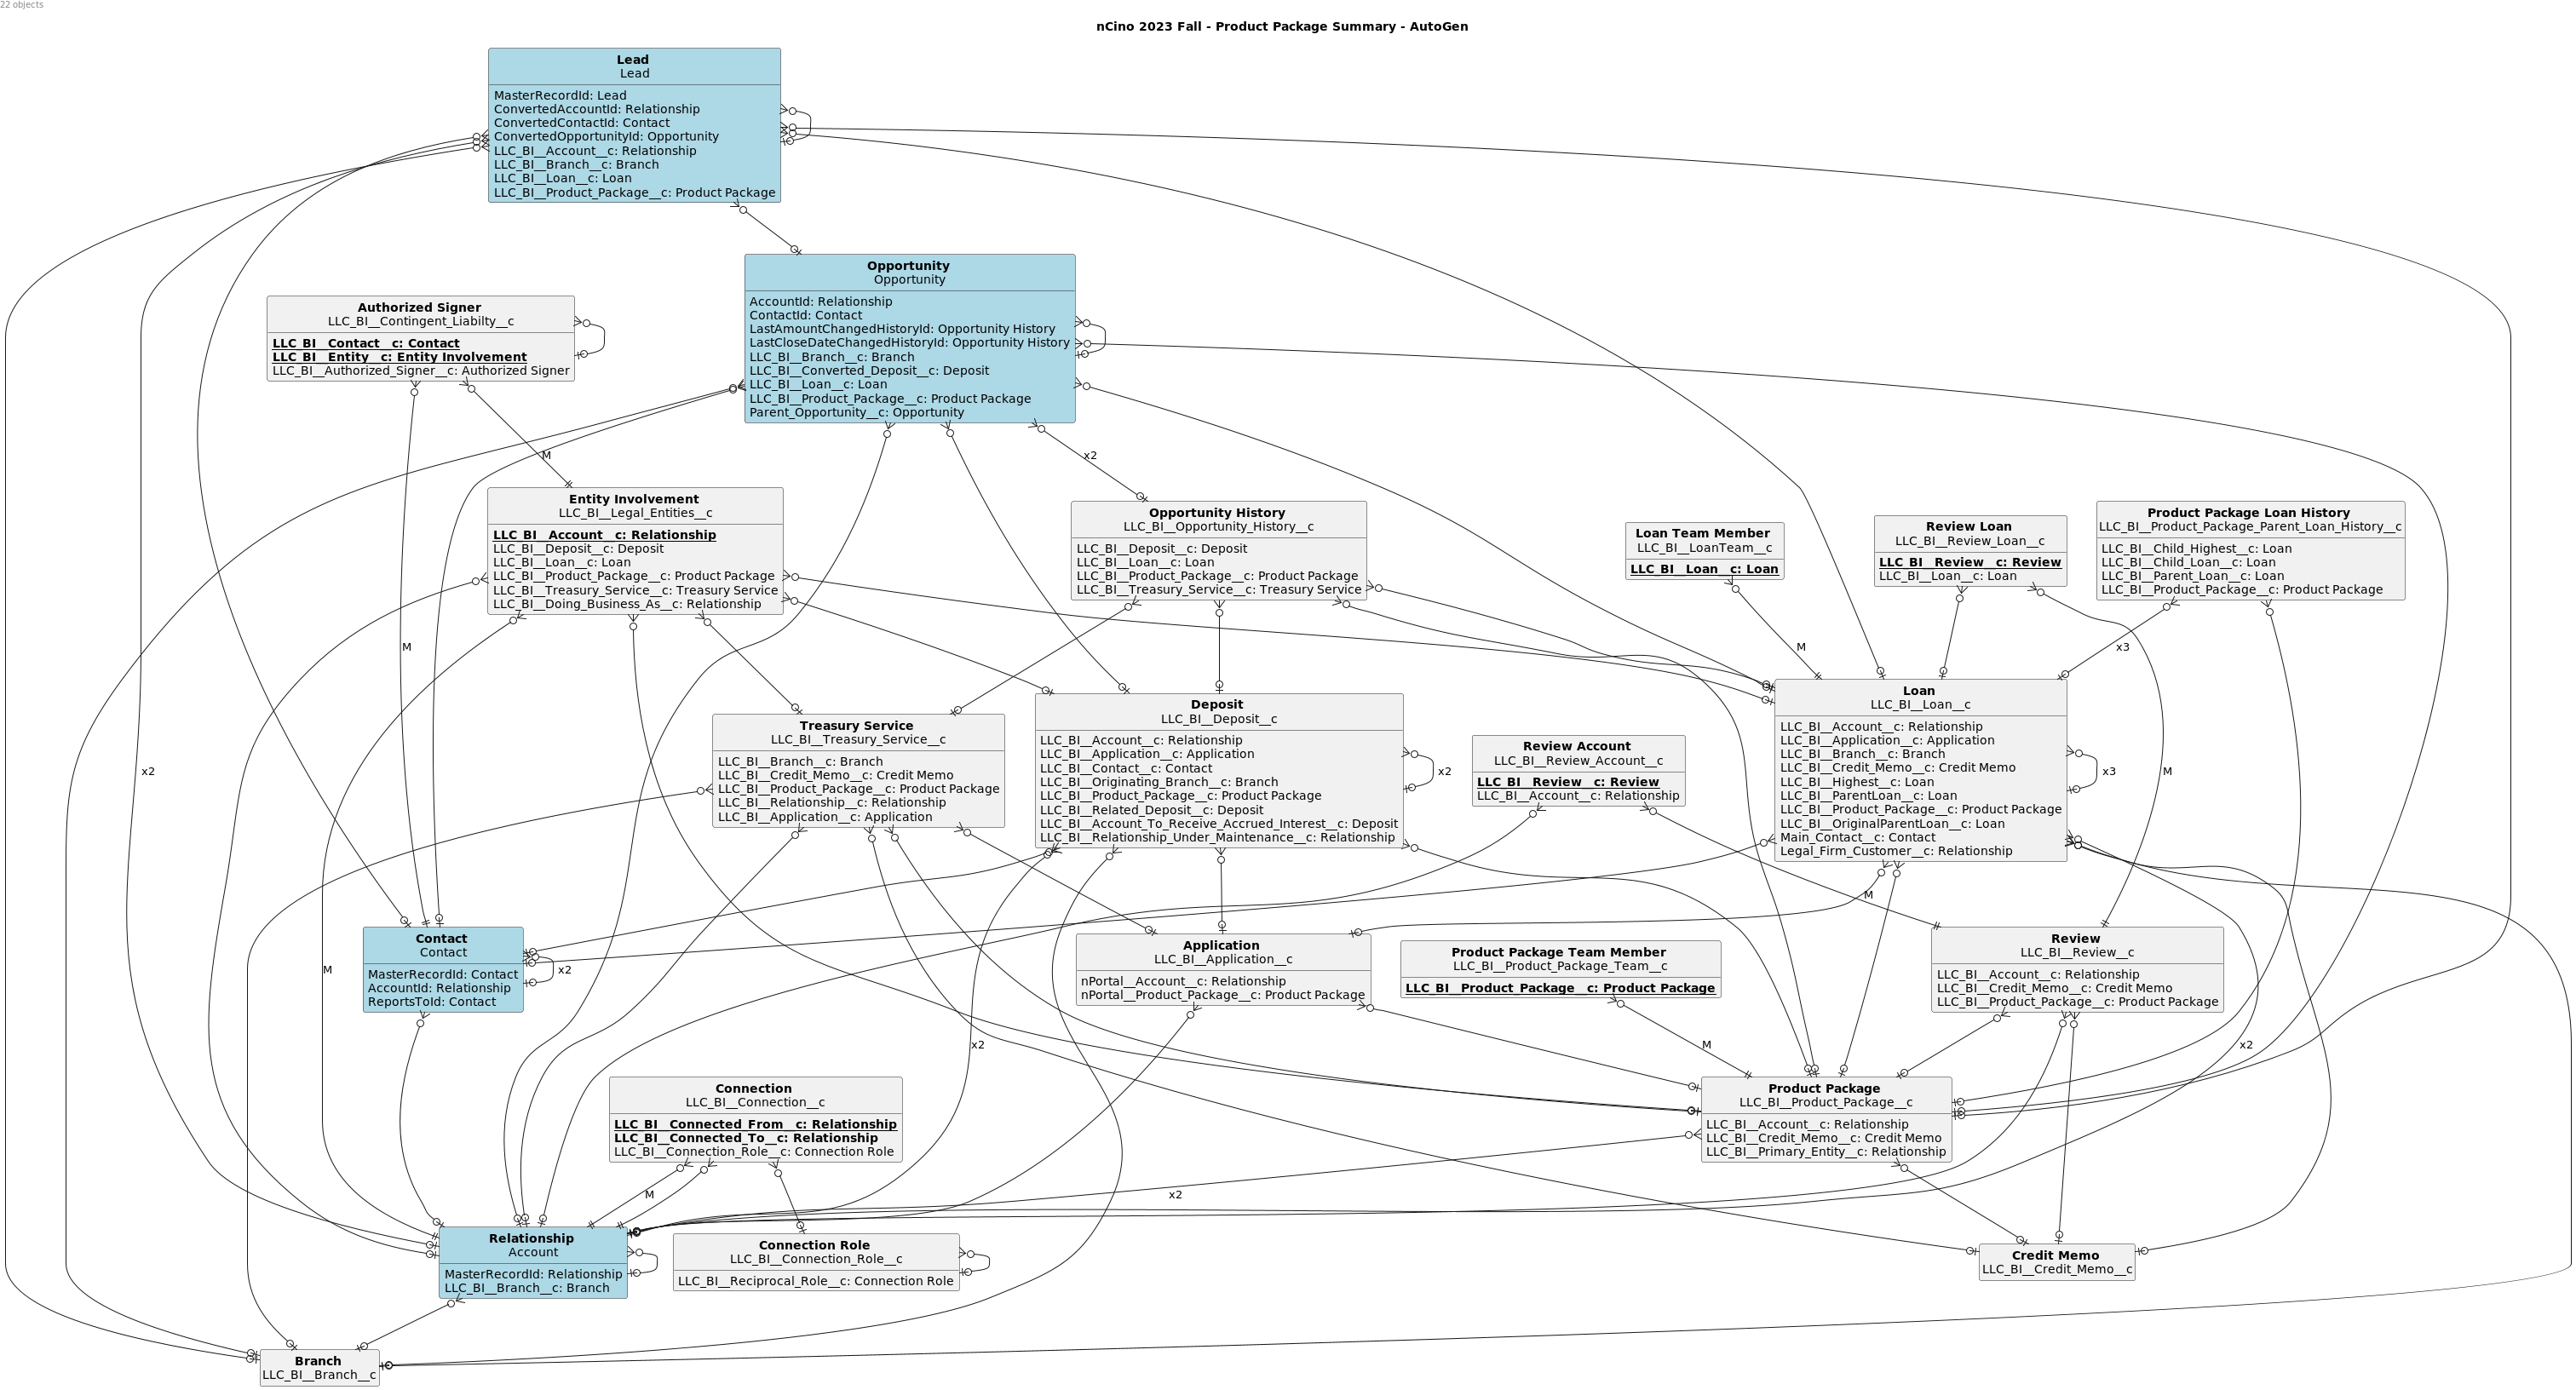 22 objects
nCino 2023 Fall - Product Package Summary - AutoGen
Lead
Lead
MasterRecordId: Lead
ConvertedAccountId: Relationship
ConvertedContactId: Contact
ConvertedOpportunityId: Opportunity
LLC_BI__Account__c: Relationship
LLC_BI__Branch__c: Branch
LLC_BI__Loan__c: Loan
LLC_BI__Product_Package__c: Product Package
Opportunity
Opportunity
AccountId: Relationship
ContactId: Contact
LastAmountChangedHistoryId: Opportunity History
LastCloseDateChangedHistoryId: Opportunity History
LLC_BI__Branch__c: Branch
LLC_BI__Converted_Deposit__c: Deposit
LLC_BI__Loan__c: Loan
LLC_BI__Product_Package__c: Product Package
Parent_Opportunity__c: Opportunity
Authorized Signer
LLC_BI__Contingent_Liabilty__c
LLC_BI__Contact__c: Contact
LLC_BI__Entity__c: Entity Involvement
LLC_BI__Authorized_Signer__c: Authorized Signer
M
x2
Entity Involvement
LLC_BI__Legal_Entities__c
LLC_BI__Account__c: Relationship
LLC_BI__Deposit__c: Deposit
LLC_BI__Loan__c: Loan
LLC_BI__Product_Package__c: Product Package
LLC_BI__Treasury_Service__c: Treasury Service
LLC_BI__Doing_Business_As__c: Relationship
Opportunity History
LLC_BI__Opportunity_History__c
LLC_BI__Deposit__c: Deposit
LLC_BI__Loan__c: Loan
LLC_BI__Product_Package__c: Product Package
LLC_BI__Treasury_Service__c: Treasury Service
Loan Team Member
LLC_BI__LoanTeam__c
LLC_BI__Loan__c: Loan
Review Loan
LLC_BI__Review_Loan__c
LLC_BI__Review__c: Review
LLC_BI__Loan__c: Loan
Product Package Loan History
LLC_BI__Product_Package_Parent_Loan_History__c
LLC_BI__Child_Highest__c: Loan
LLC_BI__Child_Loan__c: Loan
LLC_BI__Parent_Loan__c: Loan
LLC_BI__Product_Package__c: Product Package
M
M
x3
Treasury Service
LLC_BI__Treasury_Service__c
LLC_BI__Branch__c: Branch
LLC_BI__Credit_Memo__c: Credit Memo
LLC_BI__Product_Package__c: Product Package
LLC_BI__Relationship__c: Relationship
LLC_BI__Application__c: Application
Deposit
LLC_BI__Deposit__c
LLC_BI__Account__c: Relationship
LLC_BI__Application__c: Application
LLC_BI__Contact__c: Contact
LLC_BI__Originating_Branch__c: Branch
LLC_BI__Product_Package__c: Product Package
LLC_BI__Related_Deposit__c: Deposit
LLC_BI__Account_To_Receive_Accrued_Interest__c: Deposit
LLC_BI__Relationship_Under_Maintenance__c: Relationship
Review Account
LLC_BI__Review_Account__c
LLC_BI__Review__c: Review
LLC_BI__Account__c: Relationship
Loan
LLC_BI__Loan__c
LLC_BI__Account__c: Relationship
LLC_BI__Application__c: Application
LLC_BI__Branch__c: Branch
LLC_BI__Credit_Memo__c: Credit Memo
LLC_BI__Highest__c: Loan
LLC_BI__ParentLoan__c: Loan
LLC_BI__Product_Package__c: Product Package
LLC_BI__OriginalParentLoan__c: Loan
Main_Contact__c: Contact
Legal_Firm_Customer__c: Relationship
x2
x2
x3
M
M
Contact
Contact
MasterRecordId: Contact
AccountId: Relationship
ReportsToId: Contact
x2
M
Application
LLC_BI__Application__c
nPortal__Account__c: Relationship
nPortal__Product_Package__c: Product Package
Product Package Team Member
LLC_BI__Product_Package_Team__c
LLC_BI__Product_Package__c: Product Package
Review
LLC_BI__Review__c
LLC_BI__Account__c: Relationship
LLC_BI__Credit_Memo__c: Credit Memo
LLC_BI__Product_Package__c: Product Package
x2
M
x2
Connection
LLC_BI__Connection__c
LLC_BI__Connected_From__c: Relationship
LLC_BI__Connected_To__c: Relationship
LLC_BI__Connection_Role__c: Connection Role
Product Package
LLC_BI__Product_Package__c
LLC_BI__Account__c: Relationship
LLC_BI__Credit_Memo__c: Credit Memo
LLC_BI__Primary_Entity__c: Relationship
M
x2
Relationship
Account
MasterRecordId: Relationship
LLC_BI__Branch__c: Branch
Connection Role
LLC_BI__Connection_Role__c
LLC_BI__Reciprocal_Role__c: Connection Role
Credit Memo
LLC_BI__Credit_Memo__c
Branch
LLC_BI__Branch__c